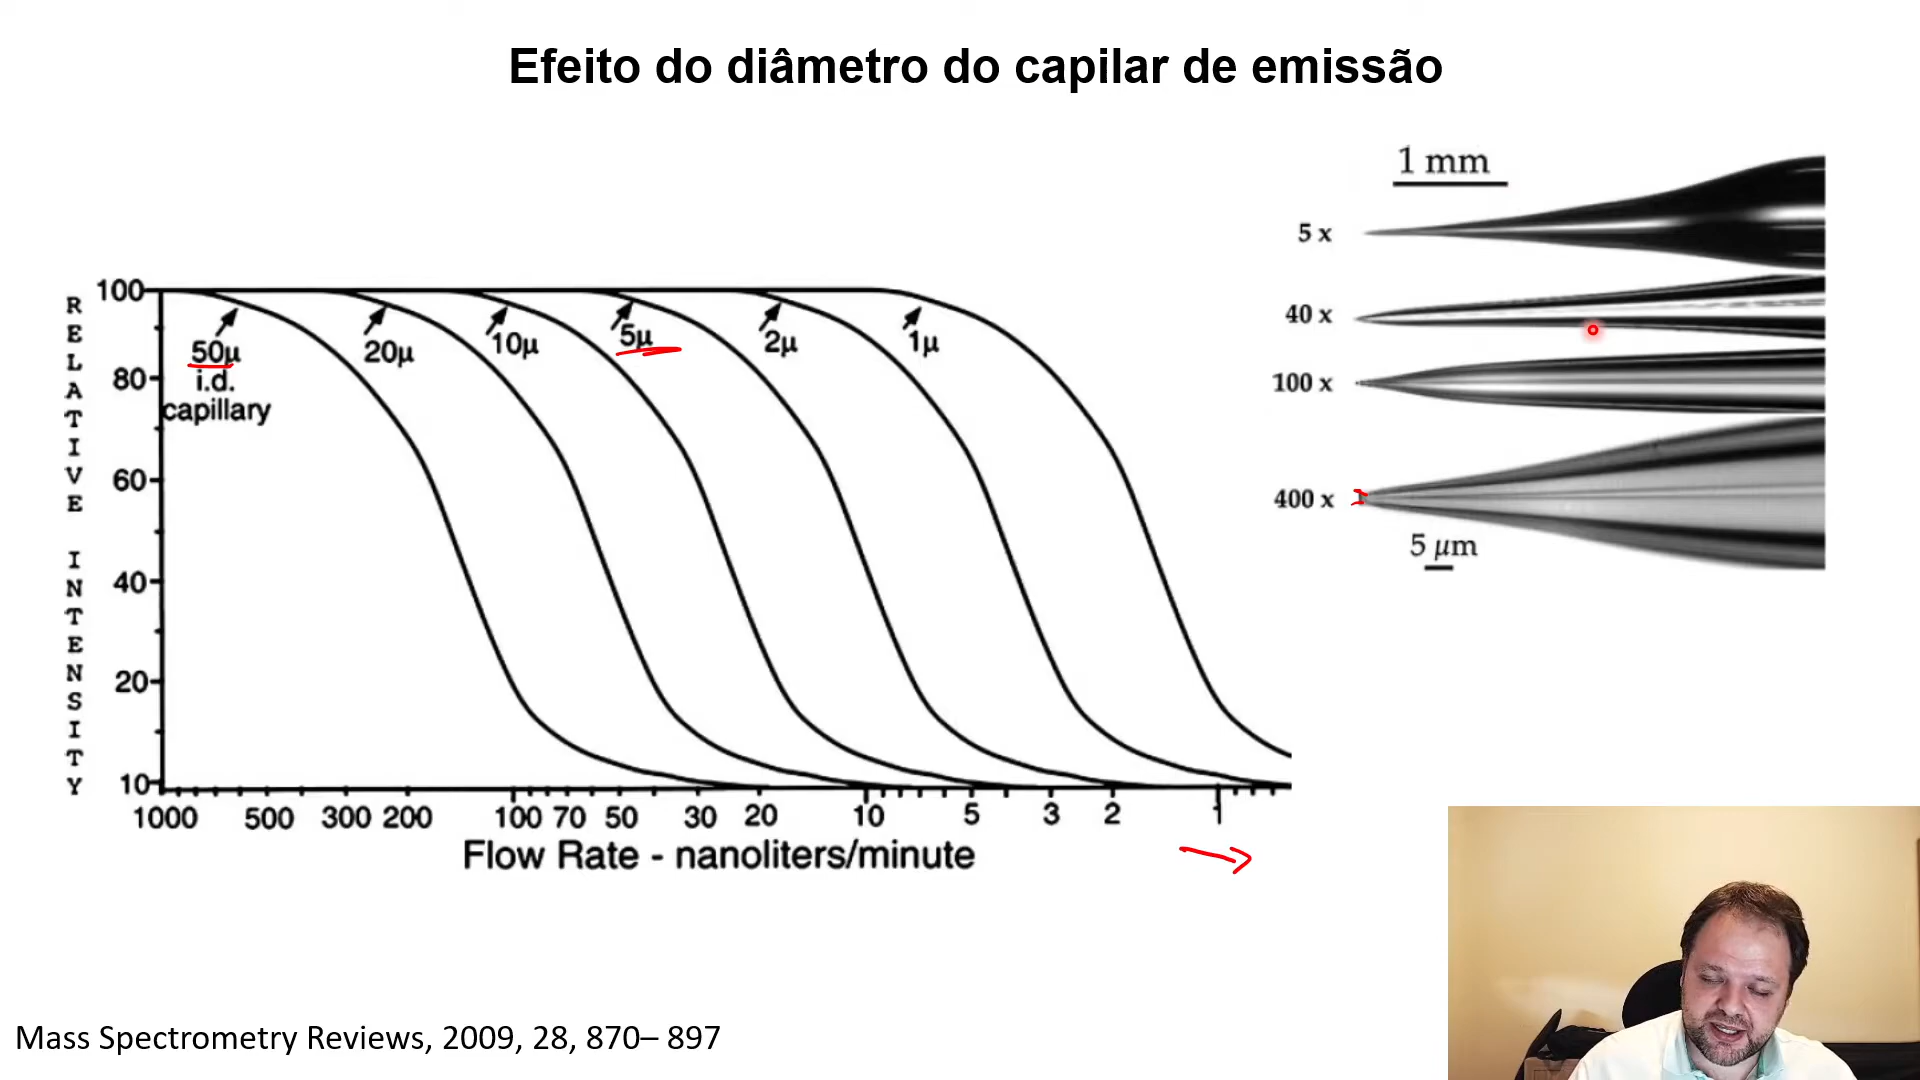 Efeito do diâmetro do capilar de emissão
1 mm
5 x
40 x
100 x
400 x
5 μm
RELATIVE INTENSITY
100
80
60
40
20
10
50μ
i.d.
capillary
20μ
10μ
5μ
2μ
1μ
1000 500 300 200 100 70 50 30 20 10 5 3 2 1
Flow Rate - nanoliters/minute
Mass Spectrometry Reviews, 2009, 28, 870– 897